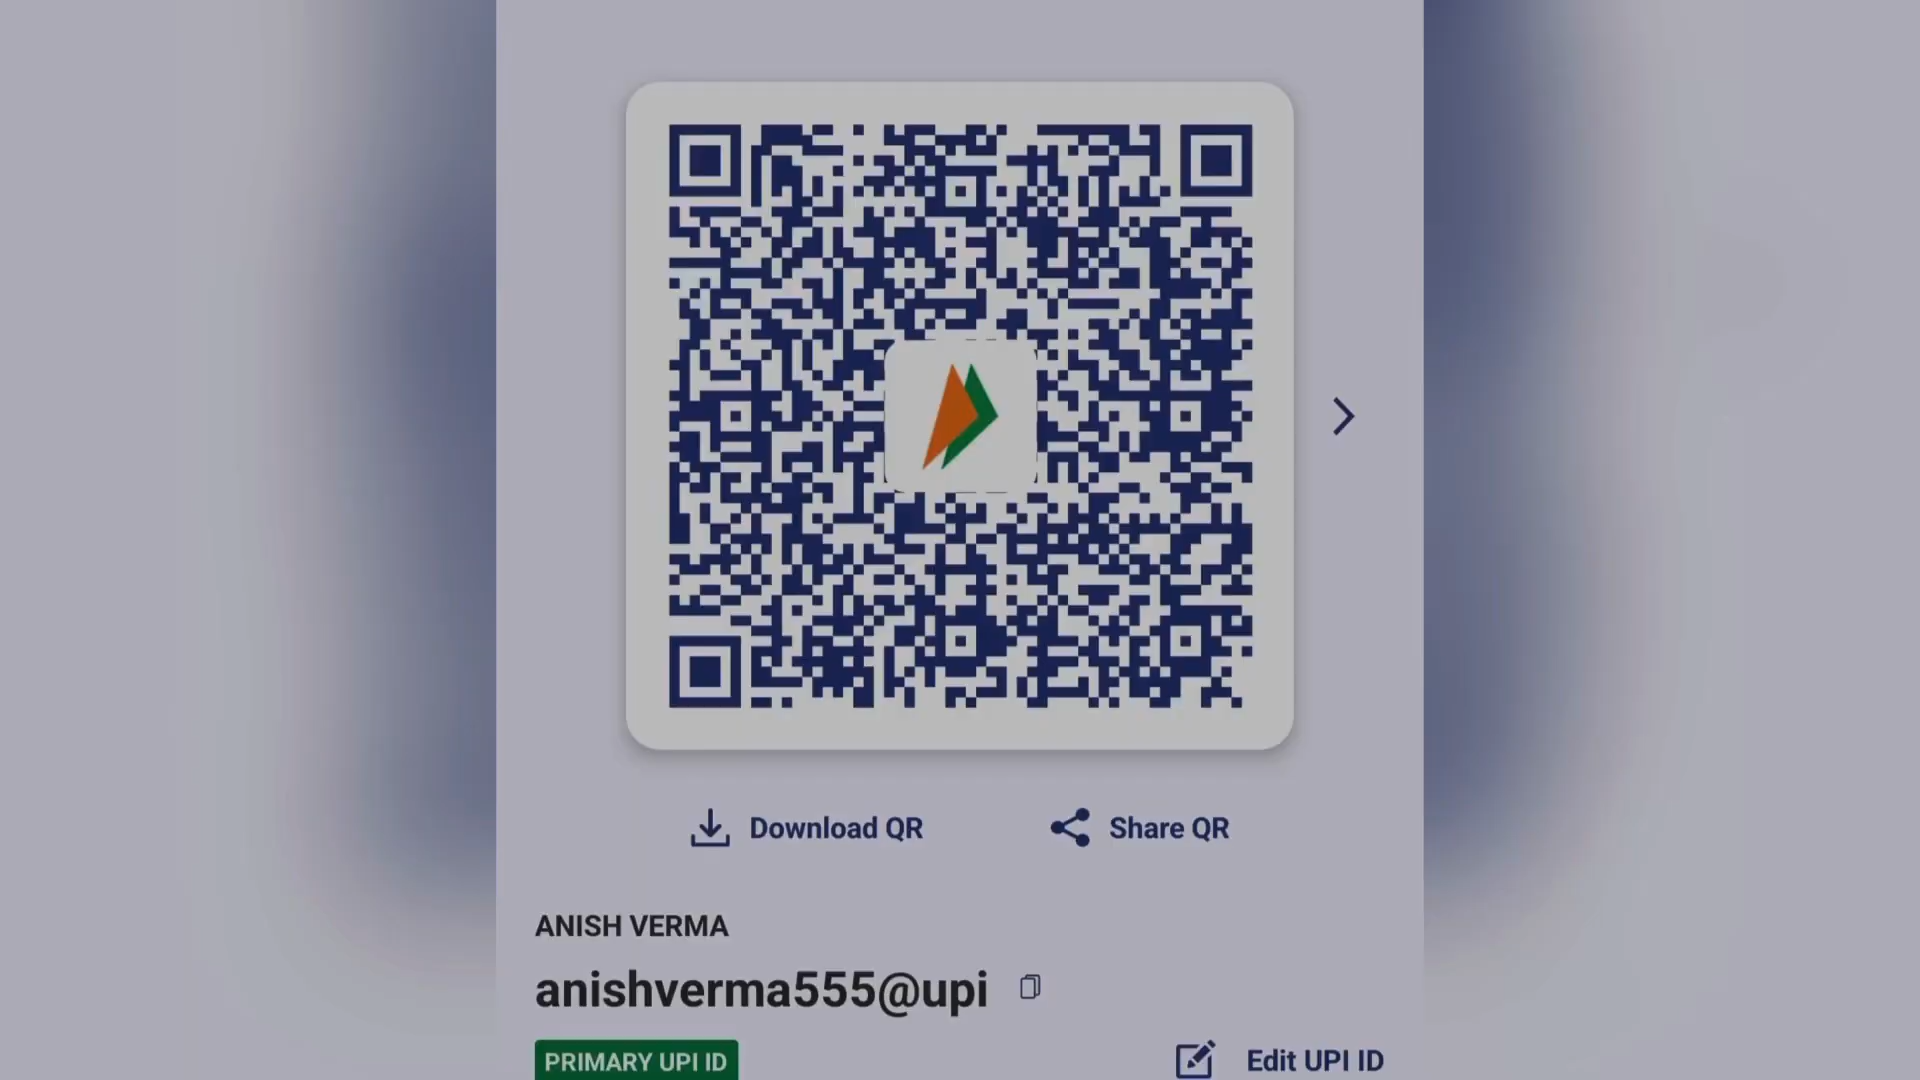 Download QR
Share QR
ANISH VERMA
anishverma555@upi
PRIMARY UPI ID
Edit UPI ID